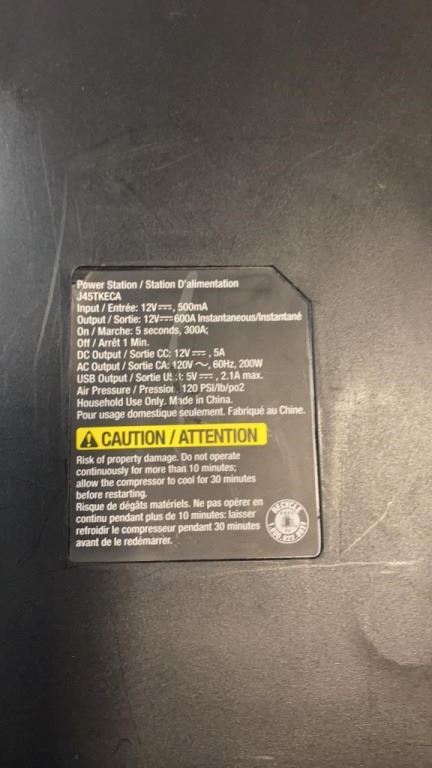 Power Station / Station D'alimentation
J45TKECA
Input / Entrée: 12V⎓, 500mA
Output / Sortie: 12V⎓600A Instantaneous/Instantané
On / Marche: 5 seconds, 300A;
Off / Arrêt 1 Min.
DC Output / Sortie CC: 12V ⎓, 5A
AC Output / Sortie CA: 120V ~, 60Hz, 200W
USB Output / Sortie USB: 5V ⎓, 2.1A max.
Air Pressure / Pression 120 PSI/lb/po2
Household Use Only. Made in China.
Pour usage domestique seulement. Fabriqué au Chine.
⚠ CAUTION / ATTENTION
Risk of property damage. Do not operate
continuously for more than 10 minutes;
allow the compressor to cool for 30 minutes
before restarting.
Risque de dégâts matériels. Ne pas opérer en
continu pendant plus de 10 minutes: laisser
refroidir le compresseur pendant 30 minutes
avant de le redémarrer.
RECYCLE